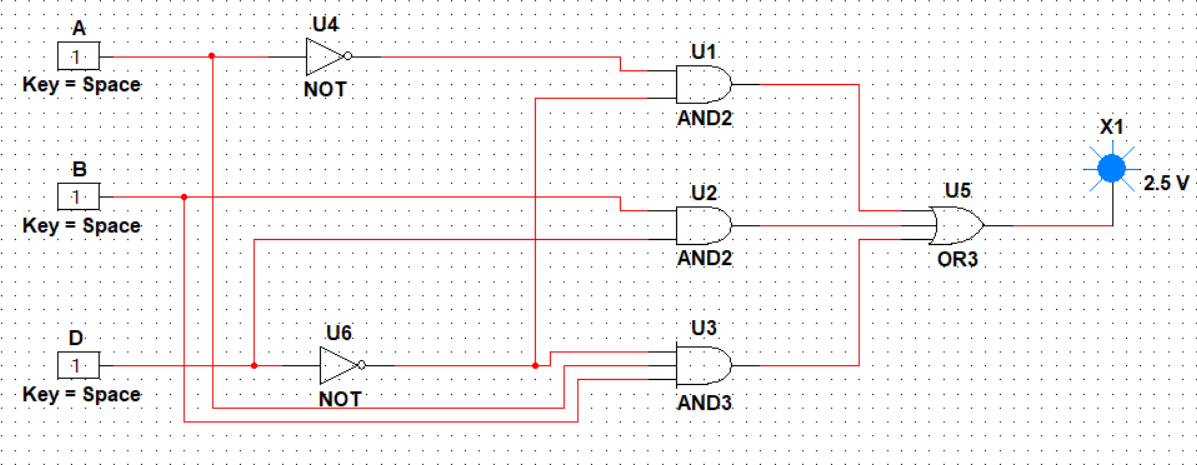 A
1
Key = Space
U4
NOT
U1
AND2
X1
2.5 V
B
1
Key = Space
U2
AND2
U5
OR3
D
1
Key = Space
U6
NOT
U3
AND3